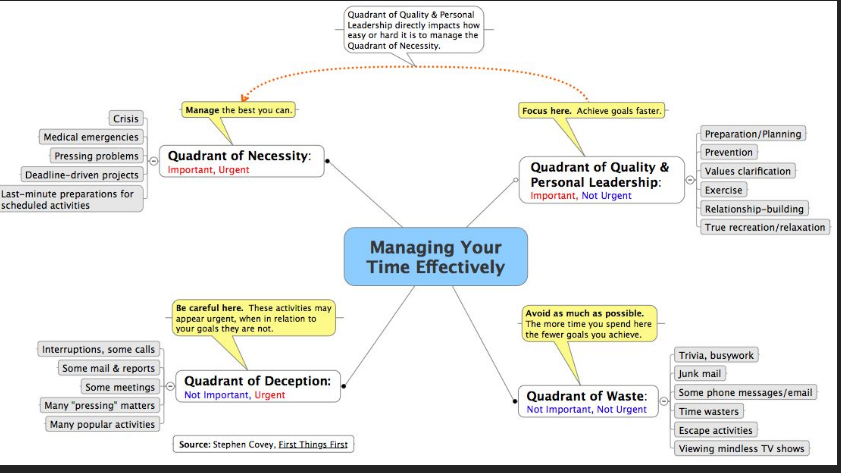 Quadrant of Quality & Personal
Leadership directly impacts how
easy or hard it is to manage the
Quadrant of Necessity.
Manage the best you can.
Crisis
Medical emergencies
Pressing problems
Deadline-driven projects
Last-minute preparations for
scheduled activities
Quadrant of Necessity:
Important, Urgent
Focus here. Achieve goals faster.
Quadrant of Quality &
Personal Leadership:
Important, Not Urgent
Preparation/Planning
Prevention
Values clarification
Exercise
Relationship-building
True recreation/relaxation
Managing Your
Time Effectively
Be careful here. These activities may
appear urgent, when in relation to
your goals they are not.
Interruptions, some calls
Some mail & reports
Some meetings
Many "pressing" matters
Many popular activities
Quadrant of Deception:
Not Important, Urgent
Avoid as much as possible.
The more time you spend here
the fewer goals you achieve.
Quadrant of Waste:
Not Important, Not Urgent
Trivia, busywork
Junk mail
Some phone messages/email
Time wasters
Escape activities
Viewing mindless TV shows
Source: Stephen Covey, First Things First